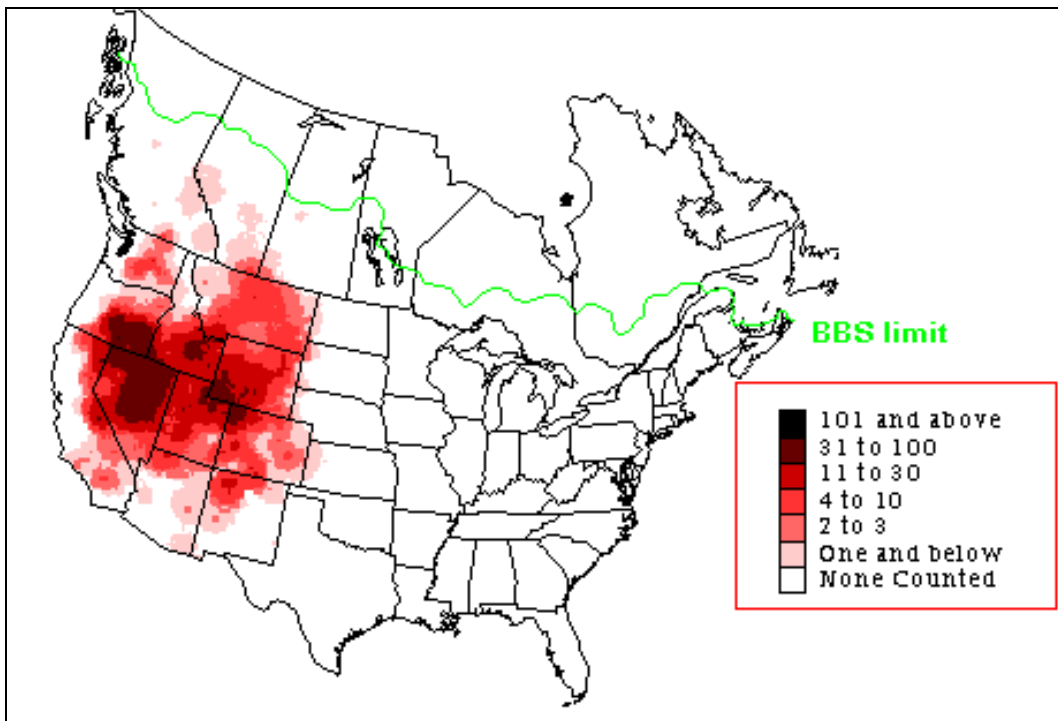 BBS limit
101 and above
31 to 100
11 to 30
4 to 10
2 to 3
One and below
None Counted